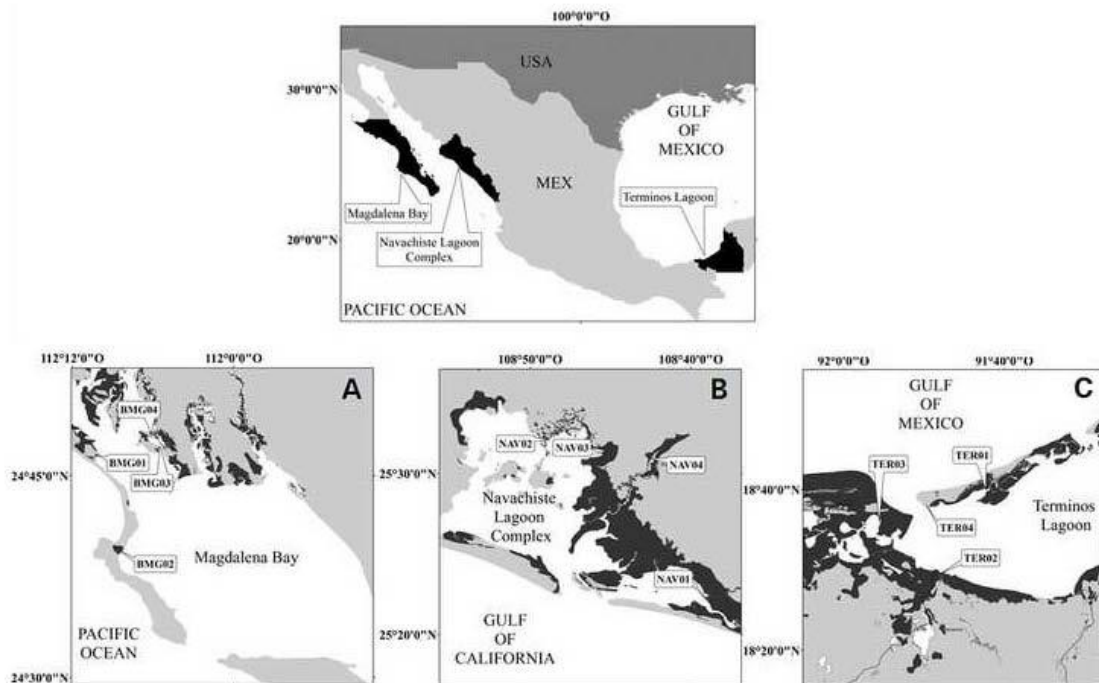 100°0'0"O
USA
30°0'0"N
GULF
OF
MEXICO
MEX
Terminos Lagoon
Magdalena Bay
Navachiste Lagoon
Complex
20°0'0"N
PACIFIC OCEAN
112°12'0"O
112°0'0"O
A
BMG04
BMG01
BMG03
24°45'0"N
Magdalena Bay
BMG02
PACIFIC
OCEAN
24°30'0"N
108°50'0"O
108°40'0"O
B
NAV02
NAV03
NAV04
25°30'0"N
Navachiste
Lagoon
Complex
NAV01
GULF
OF
CALIFORNIA
25°20'0"N
92°0'0"O
91°40'0"O
C
GULF
OF
MEXICO
TER03
TER01
18°40'0"N
TER04
Terminos
Lagoon
TER02
18°20'0"N